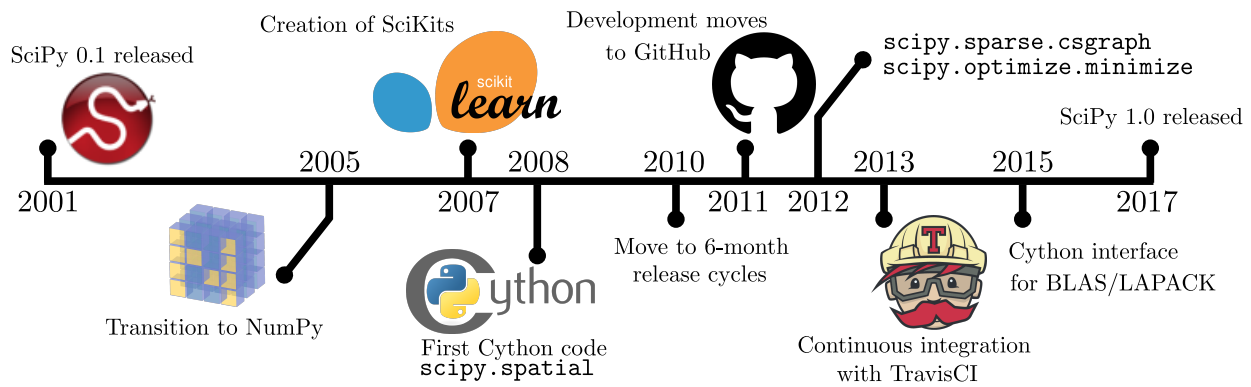 SciPy 0.1 released
Creation of SciKits
scikit
learn
Development moves
to GitHub
scipy.sparse.csgraph
scipy.optimize.minimize
SciPy 1.0 released
2001
2005
2007
2008
2010
2011
2012
2013
2015
2017
Transition to NumPy
Cython
First Cython code
scipy.spatial
Move to 6-month
release cycles
T
Continuous integration
with TravisCI
Cython interface
for BLAS/LAPACK